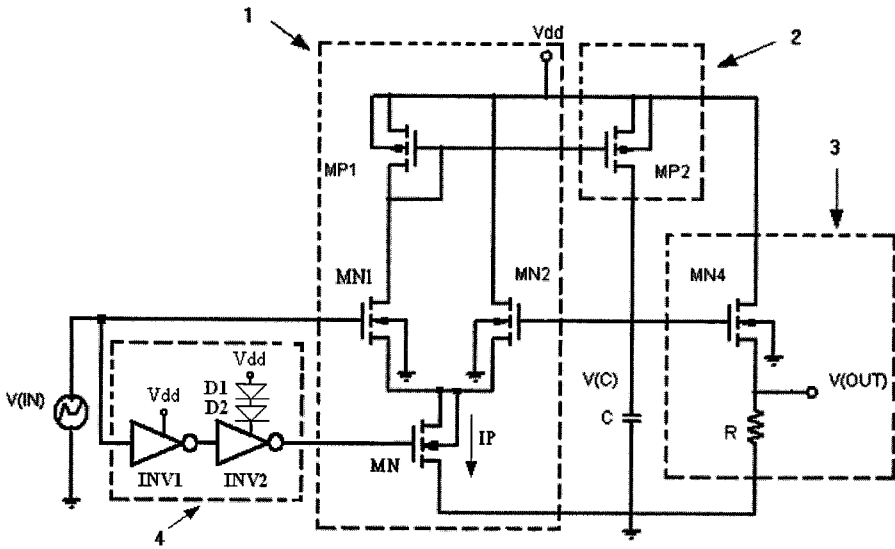 1
Vdd
2
MP1
MP2
3
MN1
MN2
MN4
V(IN)
Vdd
Vdd
D1
D2
V(C)
C
V(OUT)
R
INV1
INV2
MN
IP
4